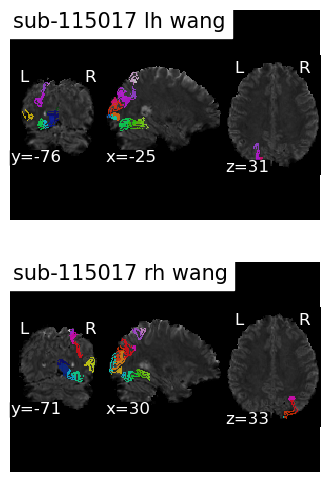 sub-115017 lh wang
L R
L R
y=-76
x=-25
z=31
sub-115017 rh wang
L R
L R
y=-71
x=30
z=33